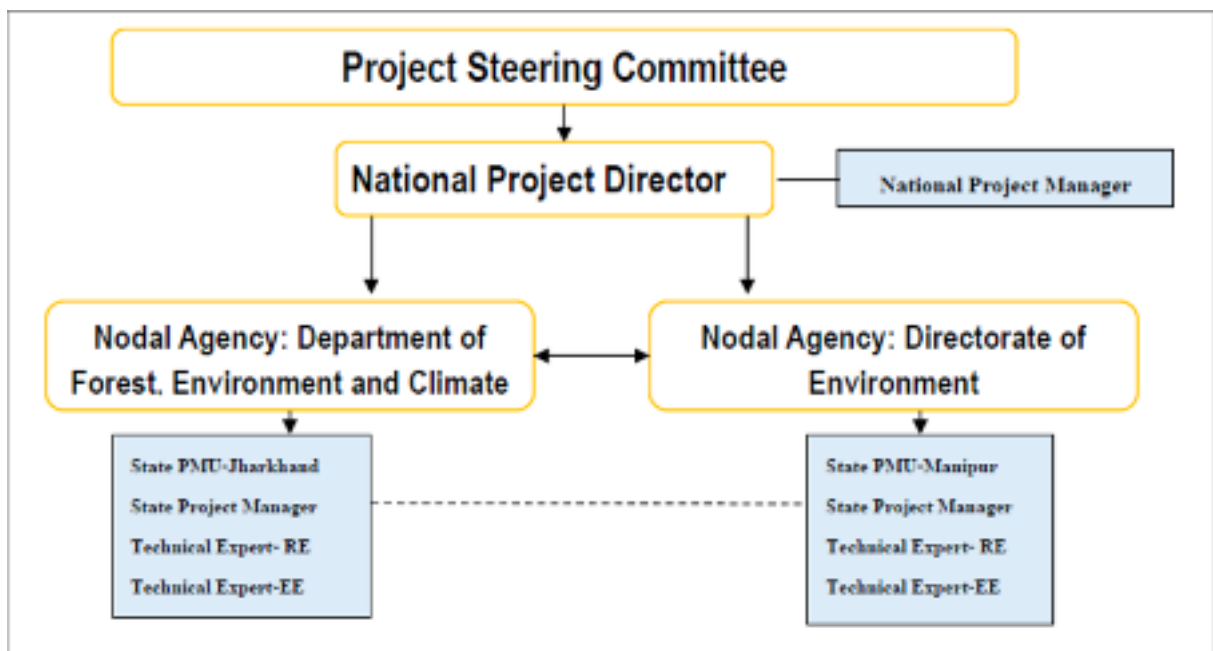 Project Steering Committee
National Project Director
National Project Manager
Nodal Agency: Department of
Forest, Environment and Climate
Nodal Agency: Directorate of
Environment
State PMU-Jharkhand
State Project Manager
Technical Expert- RE
Technical Expert-EE
State PMU-Manipur
State Project Manager
Technical Expert- RE
Technical Expert-EE